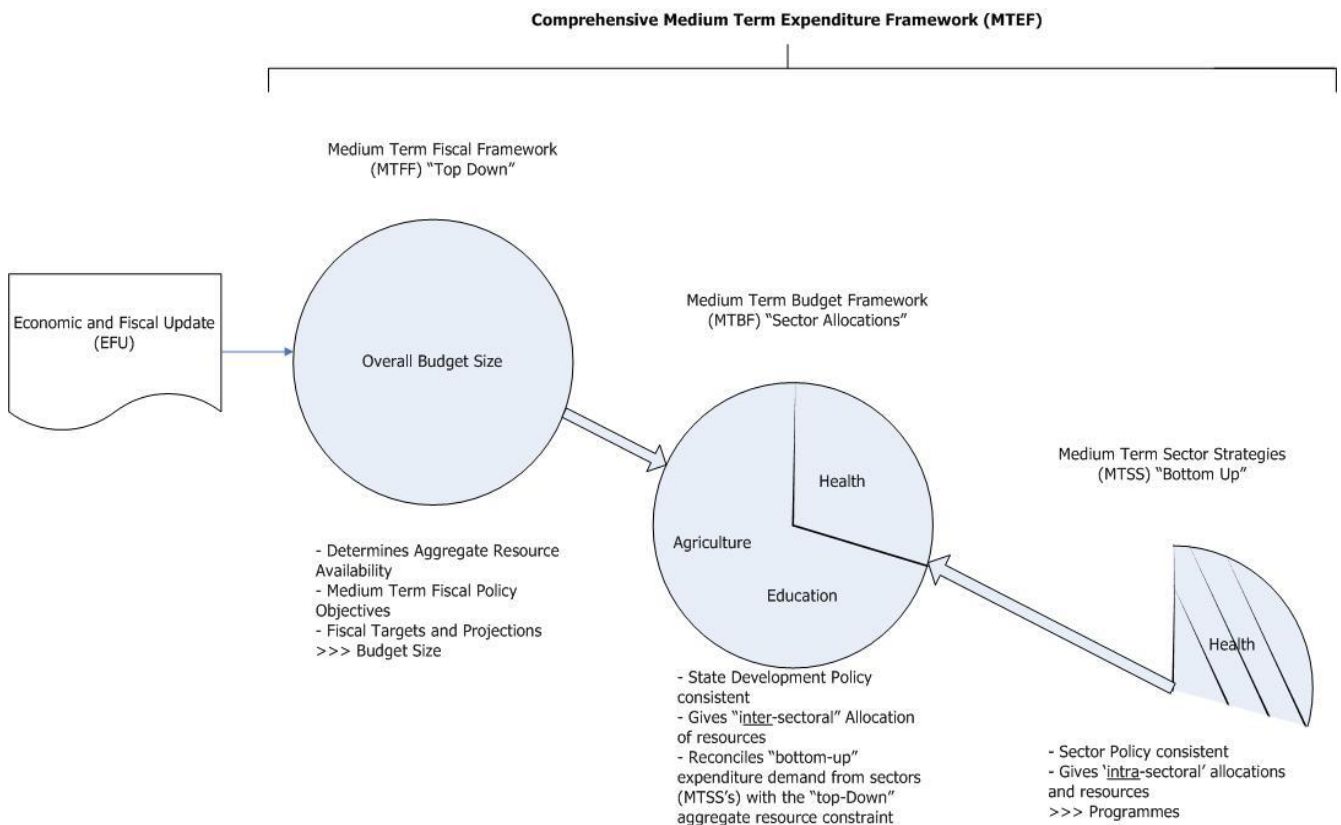 Comprehensive Medium Term Expenditure Framework (MTEF)
Medium Term Fiscal Framework
(MTFF) “Top Down”
Economic and Fiscal Update
(EFU)
Overall Budget Size
- Determines Aggregate Resource
Availability
- Medium Term Fiscal Policy
Objectives
- Fiscal Targets and Projections
>>> Budget Size
Medium Term Budget Framework
(MTBF) “Sector Allocations”
Health
Agriculture
Education
- State Development Policy
consistent
- Gives “inter-sectoral” Allocation
of resources
- Reconciles “bottom-up”
expenditure demand from sectors
(MTSS’s) with the “top-Down”
aggregate resource constraint
Medium Term Sector Strategies
(MTSS) “Bottom Up”
Health
- Sector Policy consistent
- Gives ‘intra-sectoral’ allocations
and resources
>>> Programmes